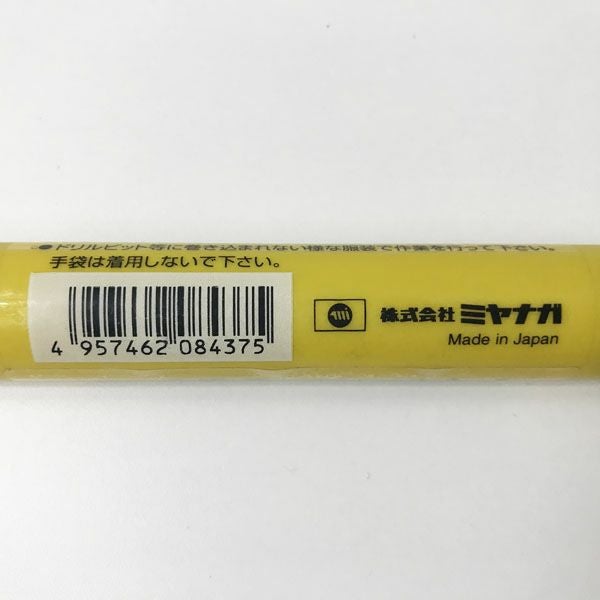 ●ドリルビット等に巻き込まれない様な服装で作業を行って下さい。
手袋は着用しないで下さい。
4 957462 084375
株式会社 ミヤナガ
Made in Japan